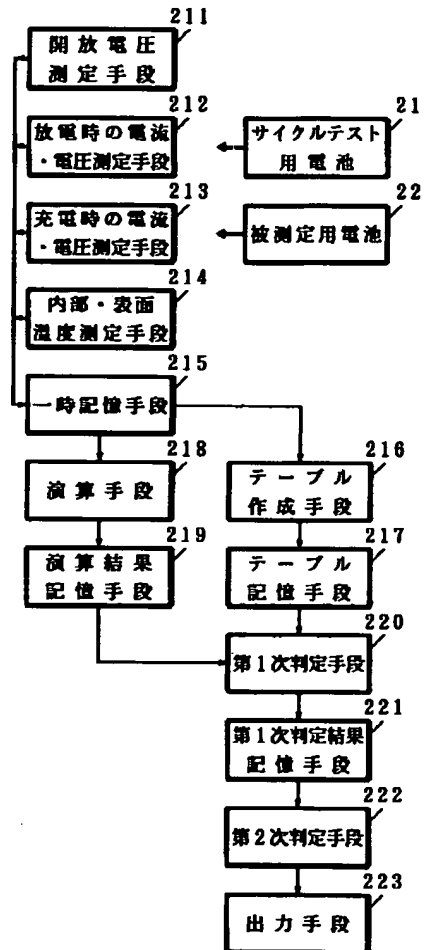 211
開放電圧
測定手段
212
放電時の電流
・電圧測定手段
21
サイクルテスト
用電池
213
充電時の電流
・電圧測定手段
22
被測定用電池
214
内部・表面
温度測定手段
215
一時記憶手段
218
演算手段
216
テーブル
作成手段
219
演算結果
記憶手段
217
テーブル
記憶手段
220
第1次判定手段
221
第1次判定結果
記憶手段
222
第2次判定手段
223
出力手段